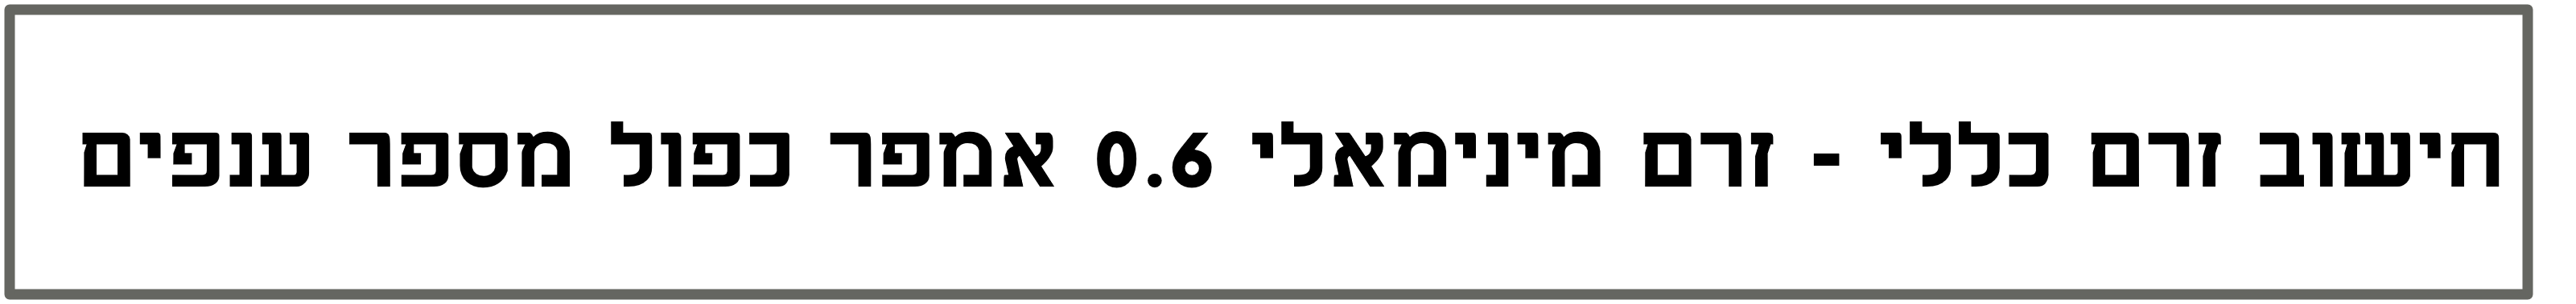 חישוב זרם כללי - זרם מינימאלי 0.6 אמפר כפול מספר ענפים